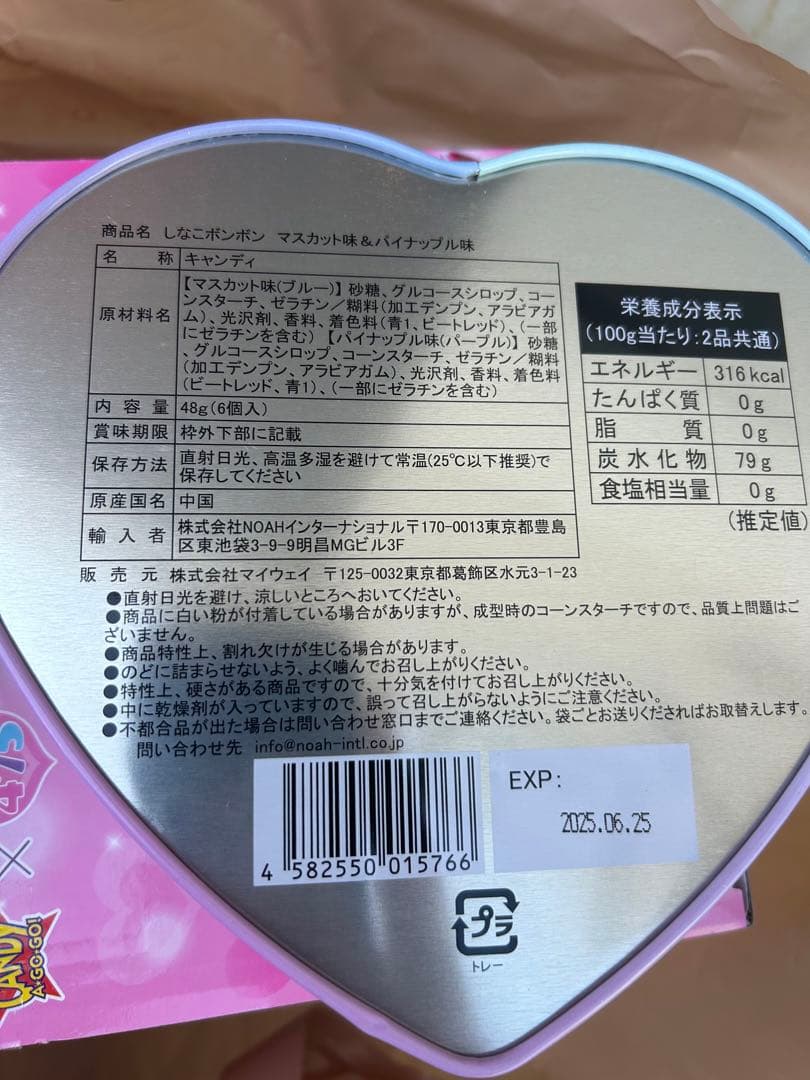 商品名 しなこボンボン マスカット味&パイナップル味
名称 キャンディ
原材料名 【マスカット味(ブルー)】 砂糖、グルコースシロップ、コー
ンスターチ、ゼラチン/糊料(加工デンプン、アラビアガ
ム)、光沢剤、香料、着色料(青1、ビートレッド)、(一部
にゼラチンを含む) 【パイナップル味(パープル)】 砂糖
、グルコースシロップ、コーンスターチ、ゼラチン/糊料
(加工デンプン、アラビアガム)、光沢剤、香料、着色料
(ビートレッド、青1)、(一部にゼラチンを含む)
内容量 48g(6個入)
賞味期限 枠外下部に記載
保存方法 直射日光、高温多湿を避けて常温(25℃以下推奨)で
保存してください
原産国名 中国
輸入者 株式会社NOAHインターナショナル〒170-0013東京都豊島
区東池袋3-9-9明昌MGビル3F
販売元 株式会社マイウェイ 〒125-0032東京都葛飾区水元3-1-23
栄養成分表示
(100g当たり:2品共通)
エネルギー 316kcal
たんぱく質 0g
脂質 0g
炭水化物 79g
食塩相当量 0g
(推定値)
●直射日光を避け、涼しいところへおいてください。
●商品に白い粉が付着している場合がありますが、成型時のコーンスターチですので、品質上問題はご
ざいません。
●商品特性上、割れ欠けが生じる場合があります。
●のどに詰まらせないよう、よく噛んでお召し上がりください。
●特性上、硬さがある商品ですので、十分気を付けてお召し上がりください。
●中に乾燥剤が入っていますので、誤って召し上がらないようにご注意ください。
●不都合品が出た場合は問い合わせ窓口までご連絡ください。袋ごとお送りくださればお取替えします。
問い合わせ先 info@noah-intl.co.jp
EXP:
2025.06.25
4 582550 015766
プラ
トレー
×
CANDY
A・GO・GO!